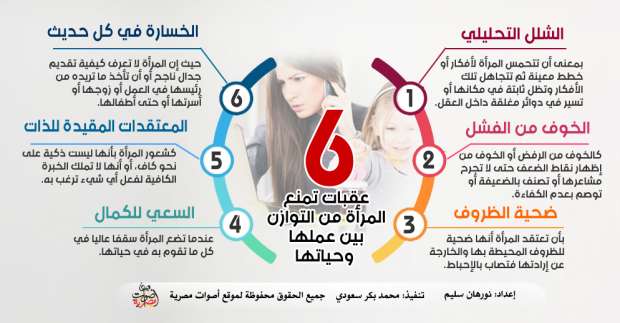 6
عقبات تمنع
المرأة من التوازن
بين عملها
وحياتها
1
الشلل التحليلي
بمعنى أن تتحمس المرأة لأفكار أو
خطط معينة ثم تتجاهل تلك
الأفكار وتظل ثابتة في مكانها أو
تسير في دوائر مغلقة داخل العقل.
2
الخوف من الفشل
كالخوف من الرفض أو الخوف من
إظهار نقاط الضعف حتى لا تجرح
مشاعرها أو تصنف بالضعيفة أو
توصم بعدم الكفاءة.
3
ضحية الظروف
بأن تعتقد المرأة أنها ضحية
للظروف المحيطة بها والخارجة
عن إرادتها فتصاب بالإحباط.
4
السعي للكمال
عندما تضع المرأة سقفا عاليا في
كل ما تقوم به في حياتها.
5
المعتقدات المقيدة للذات
كشعور المرأة بأنها ليست ذكية على
نحو كاف، أو أنها لا تملك الخبرة
الكافية لفعل أي شيء ترغب به.
6
الخسارة في كل حديث
حيث إن المرأة لا تعرف كيفية تقديم
جدال ناجح أو أن تأخذ ما تريده من
رئيسها في العمل أو زوجها أو
أسرتها أو حتى أطفالها.
إعداد: نورهان سليم تنفيذ: محمد بكر سعودي جميع الحقوق محفوظة لموقع أصوات مصرية
أصوات مصرية